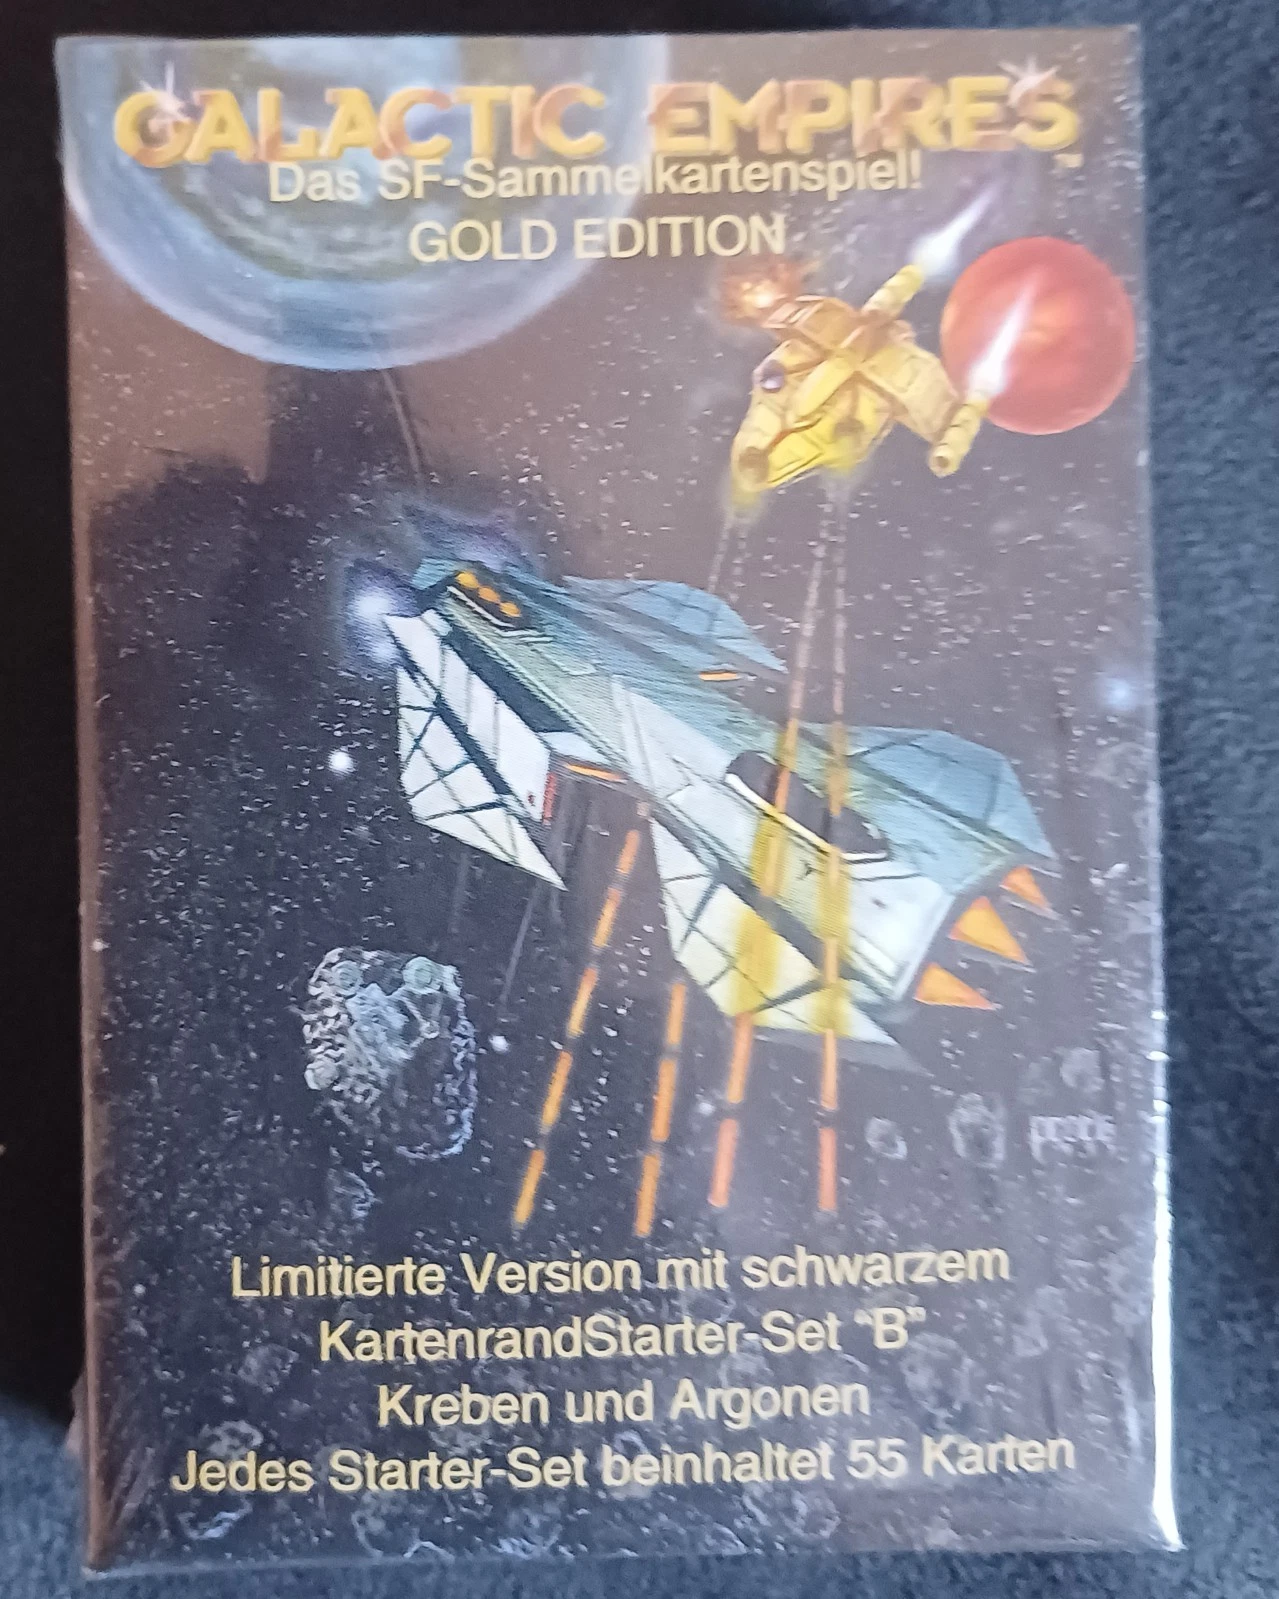 GALACTIC EMPIRES
™
Das SF-Sammelkartenspiel!
GOLD EDITION
Limitierte Version mit schwarzem
KartenrandStarter-Set “B”
Kreben und Argonen
Jedes Starter-Set beinhaltet 55 Karten